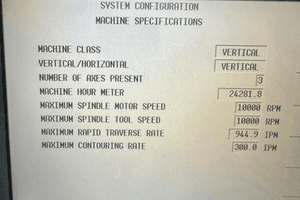 SYSTEM CONFIGURATION
MACHINE SPECIFICATIONS
MACHINE CLASS VERTICAL
VERTICAL/HORIZONTAL VERTICAL
NUMBER OF AXES PRESENT 3
MACHINE HOUR METER 24281.8
MAXIMUM SPINDLE MOTOR SPEED 10000 RPM
MAXIMUM SPINDLE TOOL SPEED 10000 RPM
MAXIMUM RAPID TRAVERSE RATE 944.9 IPM
MAXIMUM CONTOURING RATE 300.0 IPM